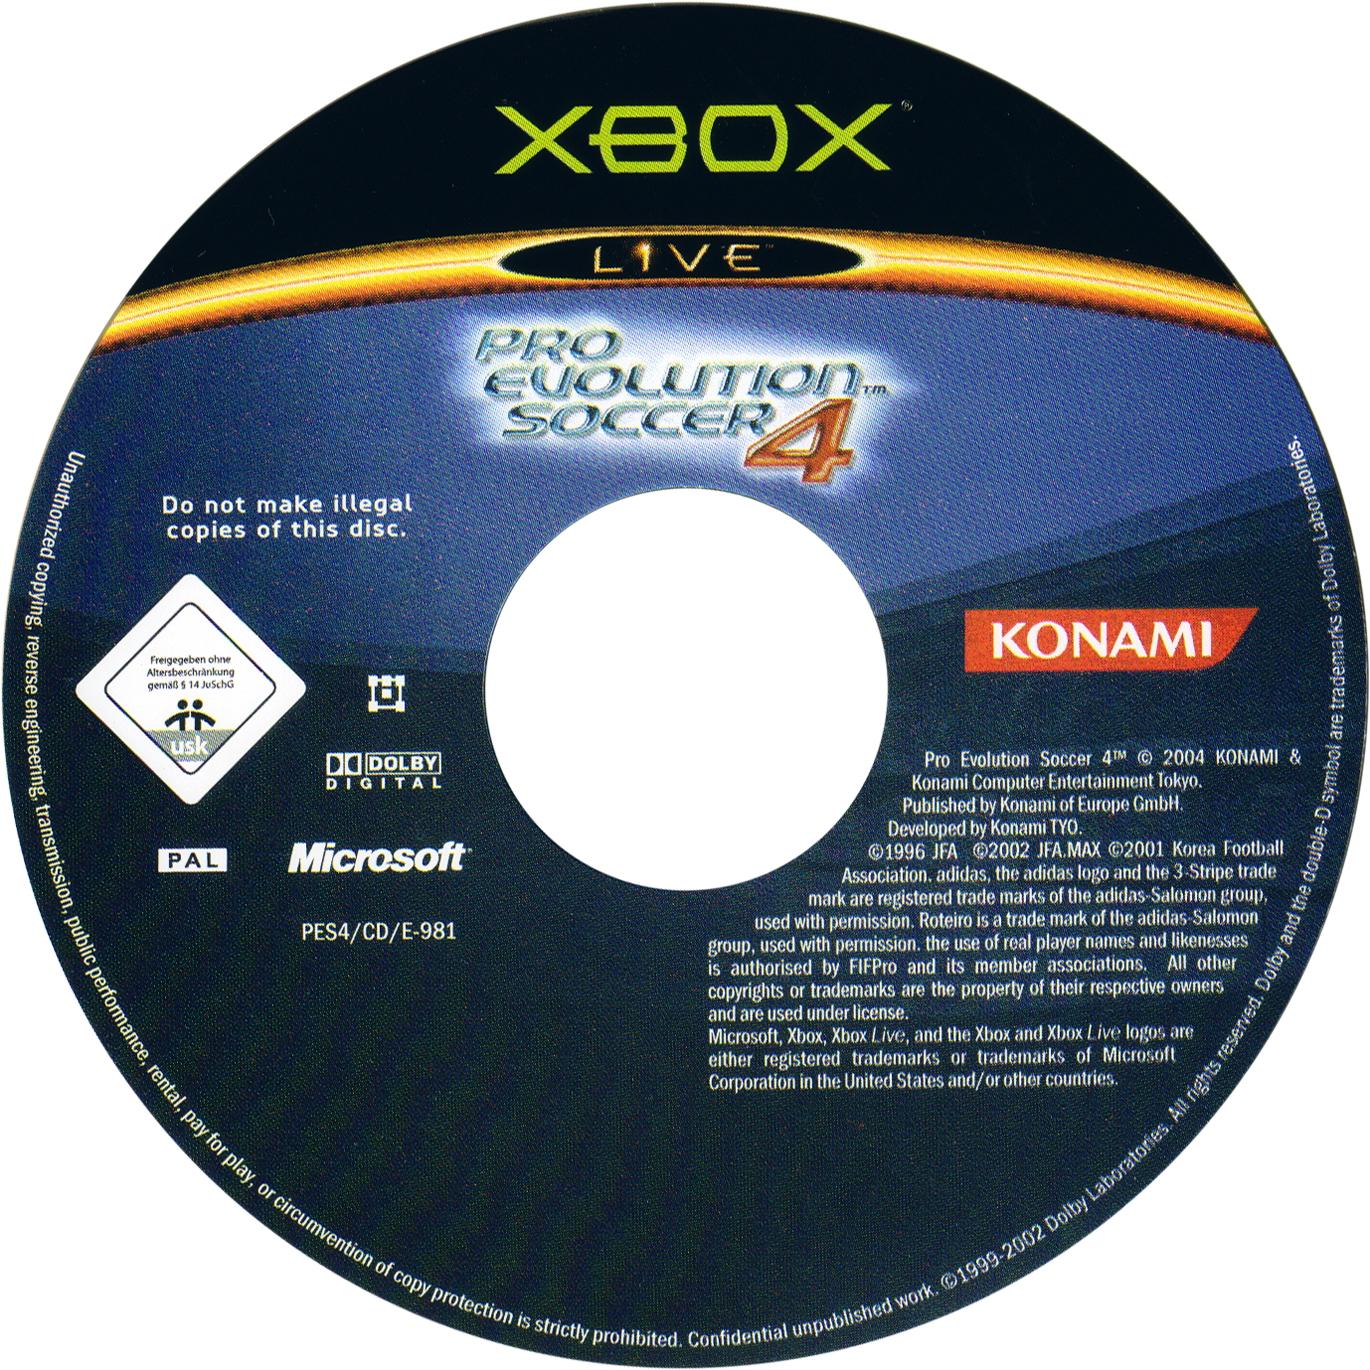 XBOX®
LIVE™
PRO
EVOLUTION™
SOCCER 4
Do not make illegal
copies of this disc.
Freigegeben ohne
Altersbeschränkung
gemäß § 14 JuSchG
usk
DOLBY
DIGITAL
PAL
Microsoft®
PES4/CD/E-981
KONAMI
Pro Evolution Soccer 4™ © 2004 KONAMI &
Konami Computer Entertainment Tokyo.
Published by Konami of Europe GmbH.
Developed by Konami TYO.
©1996 JFA ©2002 JFA.MAX ©2001 Korea Football
Association. adidas, the adidas logo and the 3-Stripe trade
mark are registered trade marks of the adidas-Salomon group,
used with permission. Roteiro is a trade mark of the adidas-Salomon
group, used with permission. the use of real player names and likenesses
is authorised by FIFPro and its member associations. All other
copyrights or trademarks are the property of their respective owners
and are used under license.
Microsoft, Xbox, Xbox Live, and the Xbox and Xbox Live logos are
either registered trademarks or trademarks of Microsoft
Corporation in the United States and/or other countries.
Unauthorized copying, reverse engineering, transmission, public performance, rental, pay for play, or circumvention of copy protection is strictly prohibited. Confidential unpublished work. ©1999-2002 Dolby Laboratories. All rights reserved. Dolby and the double-D symbol are trademarks of Dolby Laboratories.